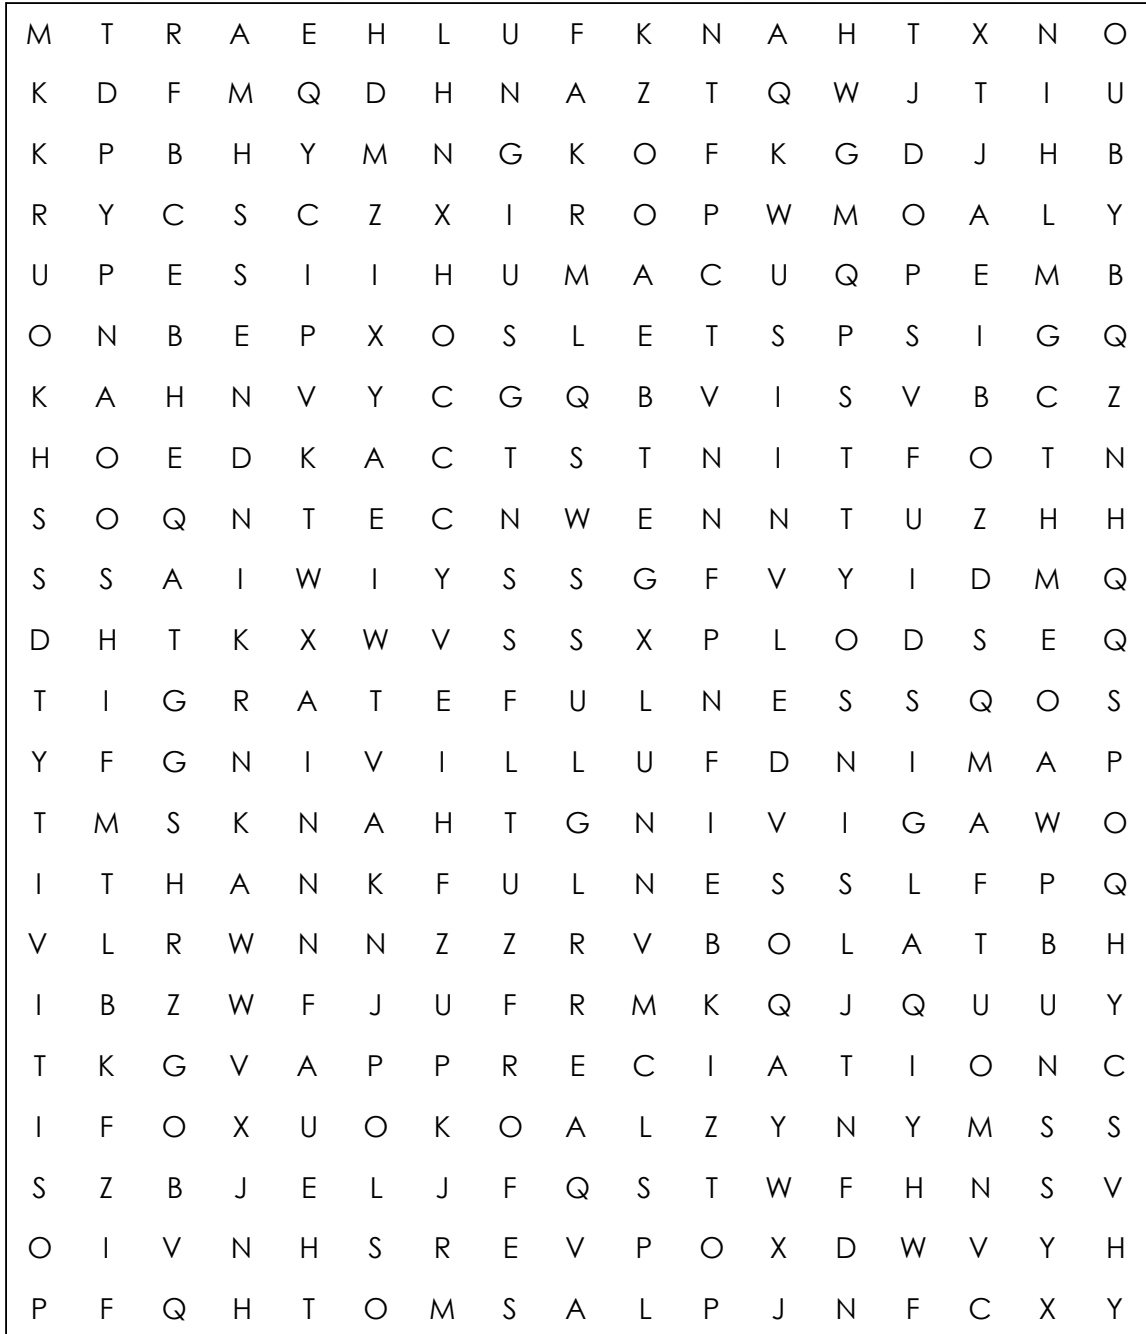 M T R A E H L U F K N A H T X N O
K D F M Q D H N A Z T Q W J T I U
K P B H Y M N G K O F K G D J H B
R Y C S C Z X I R O P W M O A L Y
U P E S I I H U M A C U Q P E M B
O N B E P X O S L E T S P S I G Q
K A H N V Y C G Q B V I S V B C Z
H O E D K A C T S T N I T F O T N
S O Q N T E C N W E N N T U Z H H
S S A I W I Y S S G F V Y I D M Q
D H T K X W V S S X P L O D S E Q
T I G R A T E F U L N E S S Q O S
Y F G N I V I L L U F D N I M A P
T M S K N A H T G N I V I G A W O
I T H A N K F U L N E S S L F P Q
V L R W N N Z Z R V B O L A T B H
I B Z W F J U F R M K Q J Q U U Y
T K G V A P P R E C I A T I O N C
I F O X U O K O A L Z Y N Y M S S
S Z B J E L J F Q S T W F H N S V
O I V N H S R E V P O X D W V Y H
P F Q H T O M S A L P J N F C X Y